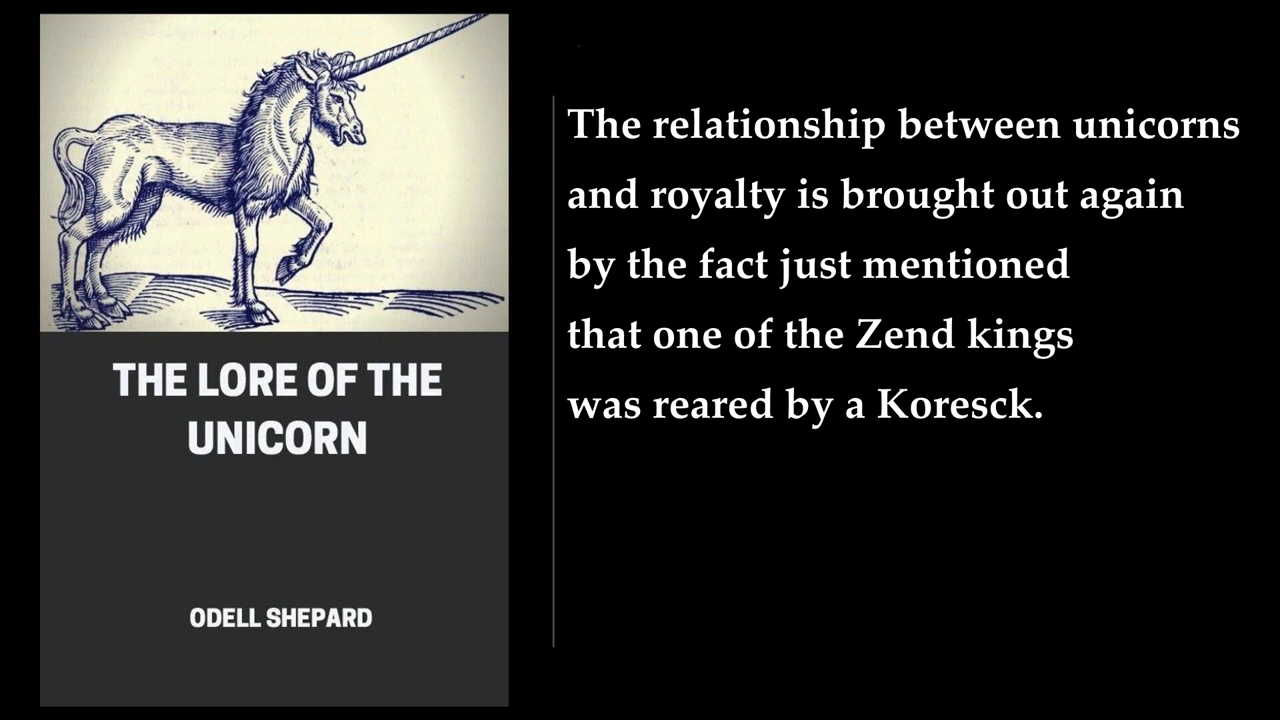 THE LORE OF THE
UNICORN
ODELL SHEPARD
The relationship between unicorns
and royalty is brought out again
by the fact just mentioned
that one of the Zend kings
was reared by a Koresck.